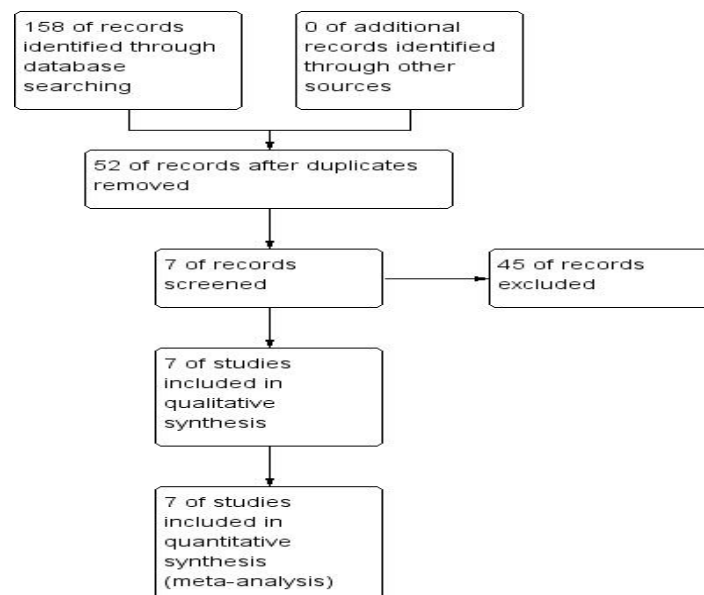 158 of records
identified through
database
searching
0 of additional
records identified
through other
sources
52 of records after duplicates
removed
7 of records
screened
45 of records
excluded
7 of studies
included in
qualitative
synthesis
7 of studies
included in
quantitative
synthesis
(meta-analysis)